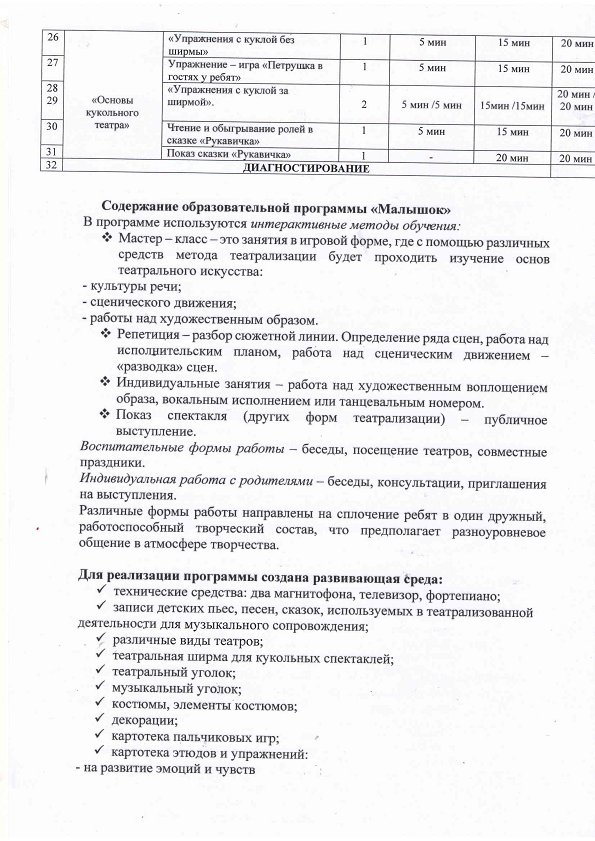 26 «Упражнения с куклой без ширмы» 1 5 мин 15 мин 20 мин
27 Упражнение – игра «Петрушка в гостях у ребят» 1 5 мин 15 мин 20 мин
28 29 «Основы кукольного театра» «Упражнения с куклой за ширмой». 2 5 мин /5 мин 15мин /15мин 20 мин / 20 мин
30 Чтение и обыгрывание ролей в сказке «Рукавичка» 1 5 мин 15 мин 20 мин
31 Показ сказки «Рукавичка» 1 - 20 мин 20 мин
32 ДИАГНОСТИРОВАНИЕ
Содержание образовательной программы «Малышок»
В программе используются интерактивные методы обучения:
❖ Мастер – класс – это занятия в игровой форме, где с помощью различных
средств метода театрализации будет проходить изучение основ
театрального искусства:
- культуры речи;
- сценического движения;
- работы над художественным образом.
❖ Репетиция – разбор сюжетной линии. Определение ряда сцен, работа над
исполнительским планом, работа над сценическим движением –
«разводка» сцен.
❖ Индивидуальные занятия – работа над художественным воплощением
образа, вокальным исполнением или танцевальным номером.
❖ Показ спектакля (других форм театрализации) – публичное
выступление.
Воспитательные формы работы – беседы, посещение театров, совместные
праздники.
Индивидуальная работа с родителями – беседы, консультации, приглашения
на выступления.
Различные формы работы направлены на сплочение ребят в один дружный,
работоспособный творческий состав, что предполагает разноуровневое
общение в атмосфере творчества.
Для реализации программы создана развивающая среда:
✓ технические средства: два магнитофона, телевизор, фортепиано;
✓ записи детских пьес, песен, сказок, используемых в театрализованной
деятельности для музыкального сопровождения;
✓ различные виды театров;
✓ театральная ширма для кукольных спектаклей;
✓ театральный уголок;
✓ музыкальный уголок;
✓ костюмы, элементы костюмов;
✓ декорации;
✓ картотека пальчиковых игр;
✓ картотека этюдов и упражнений:
- на развитие эмоций и чувств